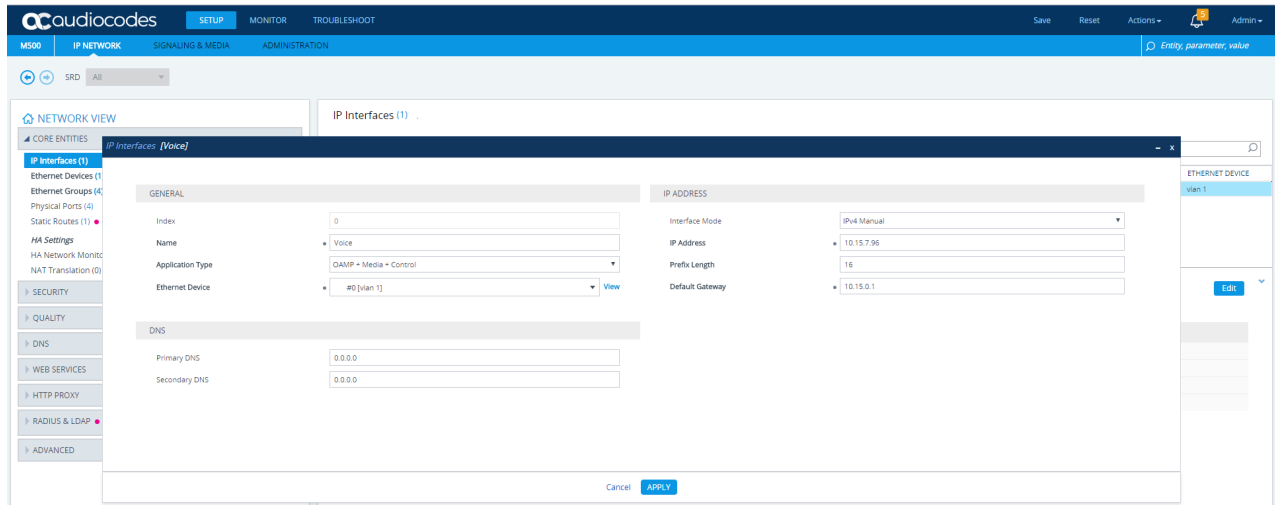 audiocodes SETUP MONITOR TROUBLESHOOT Save Reset Actions 5 Admin
M500 IP NETWORK SIGNALING & MEDIA ADMINISTRATION Entity, parameter, value
SRD All
NETWORK VIEW
IP Interfaces (1)
CORE ENTITIES
IP Interfaces [Voice] – x
IP Interfaces (1)
Ethernet Devices (1
Ethernet Groups (4)
Physical Ports (4)
Static Routes (1)
HA Settings
HA Network Monito
NAT Translation (0)
SECURITY
QUALITY
DNS
WEB SERVICES
HTTP PROXY
RADIUS & LDAP
ADVANCED
GENERAL
Index 0
Name Voice
Application Type OAMP + Media + Control
Ethernet Device #0 [vlan 1] View
DNS
Primary DNS 0.0.0.0
Secondary DNS 0.0.0.0
IP ADDRESS
Interface Mode IPv4 Manual
IP Address 10.15.7.96
Prefix Length 16
Default Gateway 10.15.0.1
ETHERNET DEVICE
vlan 1
Edit
Cancel APPLY